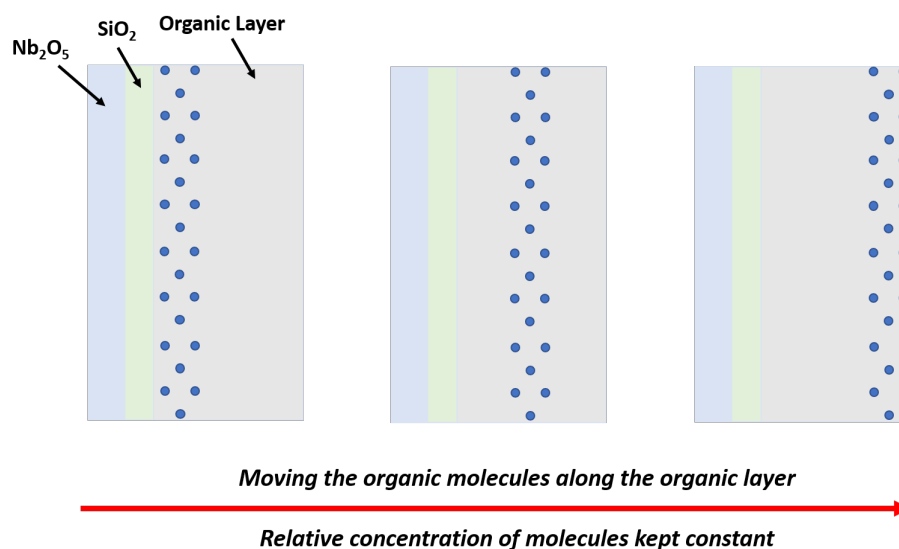 Nb₂O₅
SiO₂
Organic Layer
Moving the organic molecules along the organic layer
Relative concentration of molecules kept constant